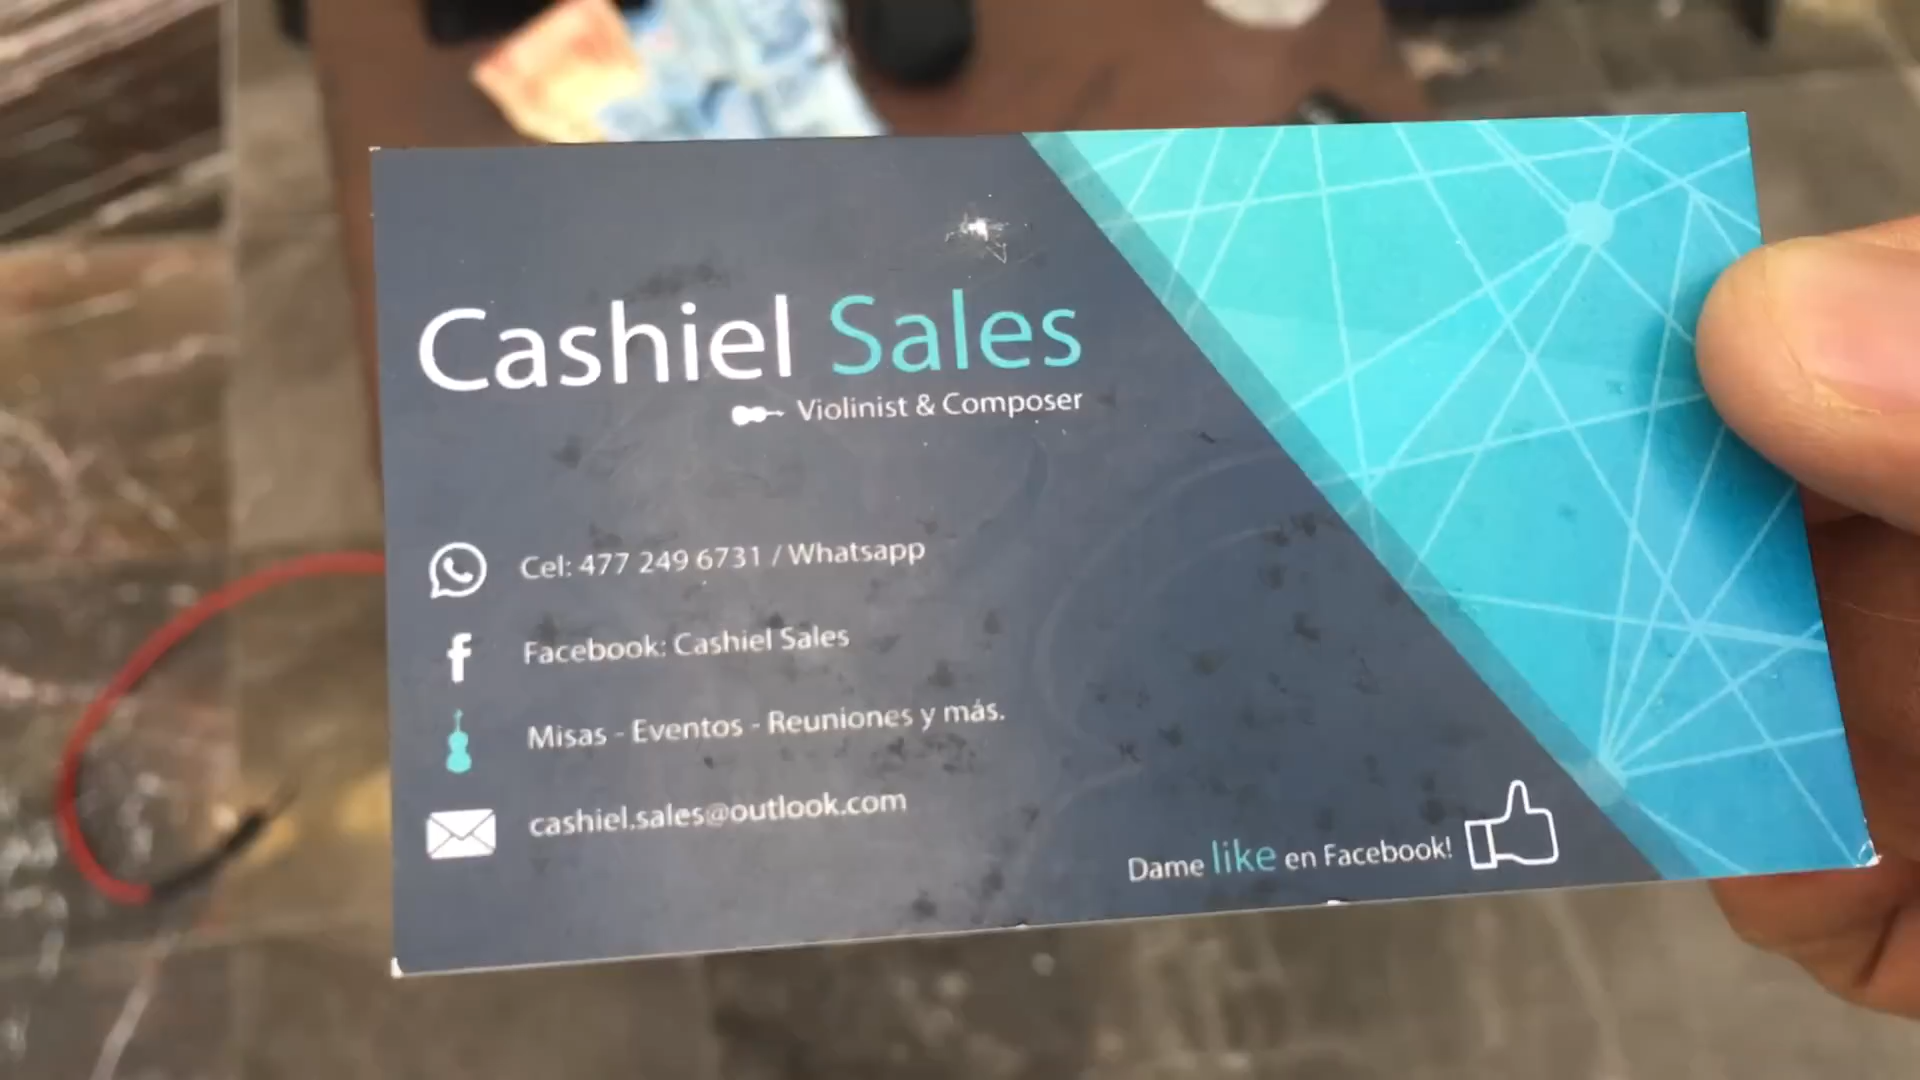 Cashiel Sales
Violinist & Composer
Cel: 477 249 6731 / Whatsapp
Facebook: Cashiel Sales
Misas - Eventos - Reuniones y más.
cashiel.sales@outlook.com
Dame like en Facebook!